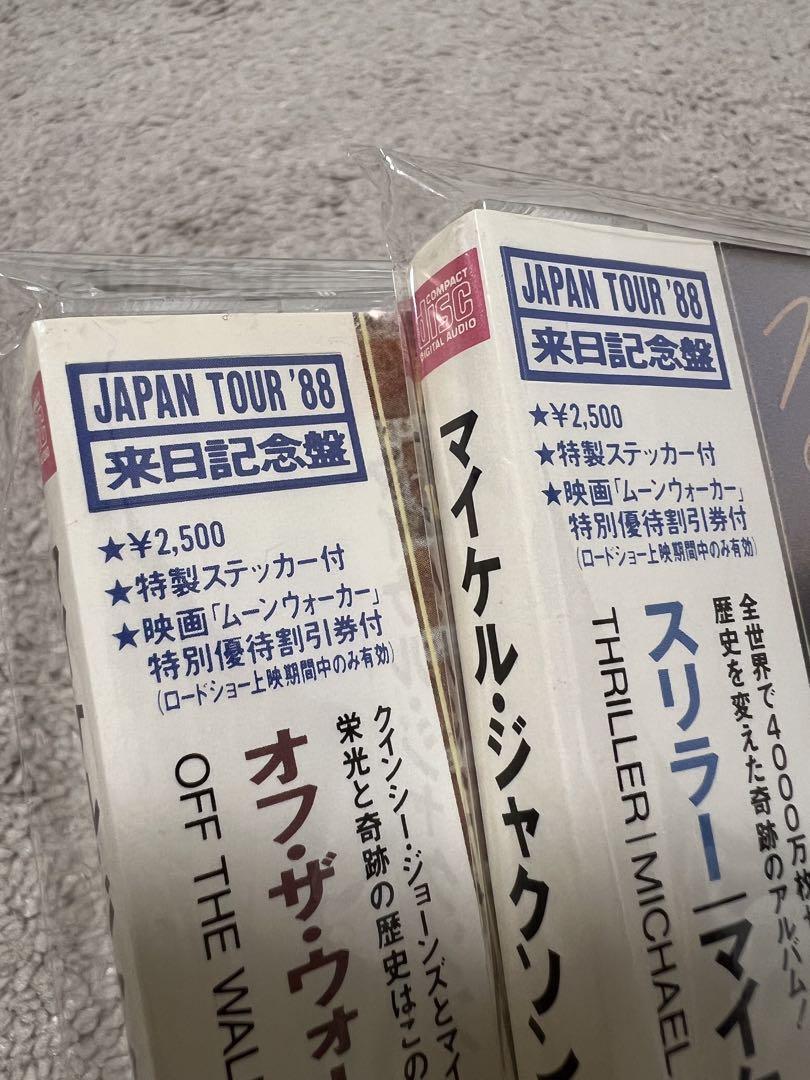 JAPAN TOUR '88
来日記念盤
★¥2,500
★特製ステッカー付
★映画「ムーンウォーカー」
特別優待割引券付
(ロードショー上映期間中のみ有効)
クインシー・ジョーンズとマイ
栄光と奇跡の歴史はこの
オフ・ザ・ウォー
OFF THE WAL
COMPACT
disc
DIGITAL AUDIO
マイケル・ジャクソン
JAPAN TOUR '88
来日記念盤
★¥2,500
★特製ステッカー付
★映画「ムーンウォーカー」
特別優待割引券付
(ロードショー上映期間中のみ有効)
全世界で4000万枚
歴史を変えた奇跡のアルバム!
スリラー/マイケ
THRILLER/MICHAEL